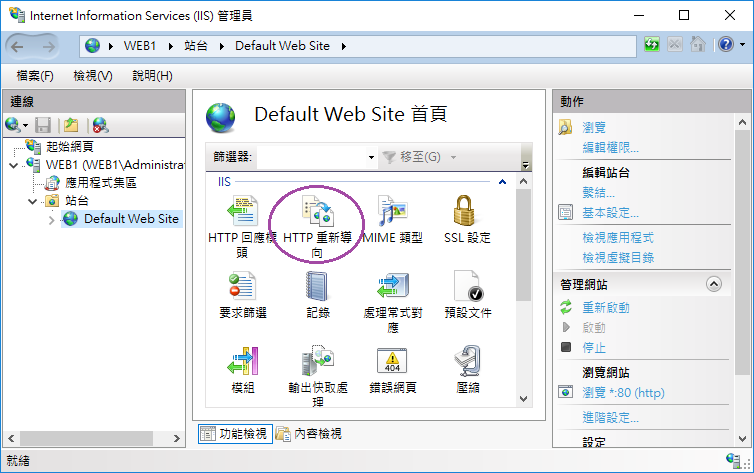 Internet Information Services (IIS) 管理員
WEB1 站台 Default Web Site
檔案(F) 檢視(V) 說明(H)
連線
起始網頁
WEB1 (WEB1\Administrat
應用程式集區
站台
Default Web Site
Default Web Site 首頁
篩選器: 移至(G)
IIS
HTTP 回應標
頭
HTTP 重新導
向
MIME 類型
SSL 設定
要求篩選
記錄
處理常式對
應
預設文件
模組
輸出快取處
理
404
錯誤網頁
壓縮
功能檢視 內容檢視
動作
瀏覽
編輯權限...
編輯站台
繫結...
基本設定...
檢視應用程式
檢視虛擬目錄
管理網站
重新啟動
啟動
停止
瀏覽網站
瀏覽 *:80 (http)
進階設定...
設定
就緒